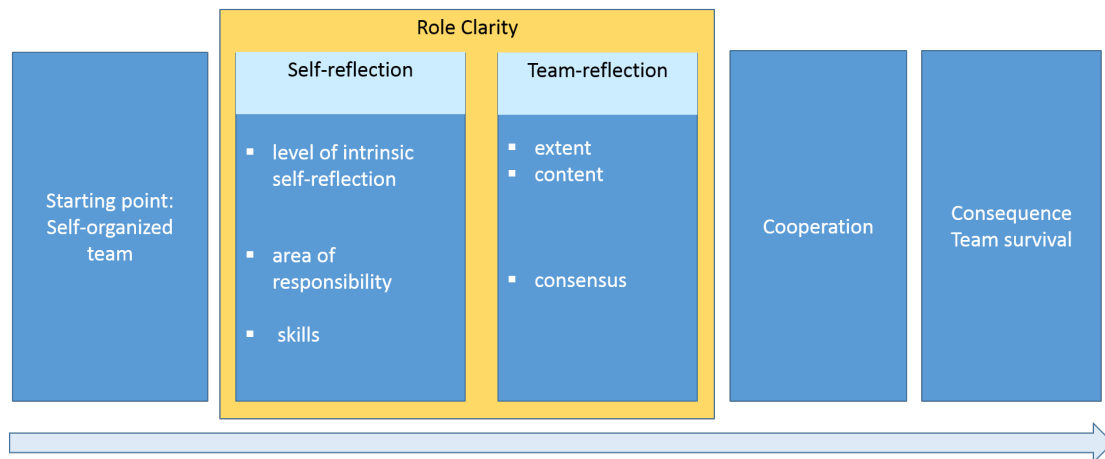 Role Clarity
Starting point:
Self-organized
team
Self-reflection
▪ level of intrinsic
self-reflection
▪ area of
responsibility
▪ skills
Team-reflection
▪ extent
▪ content
▪ consensus
Cooperation
Consequence
Team survival